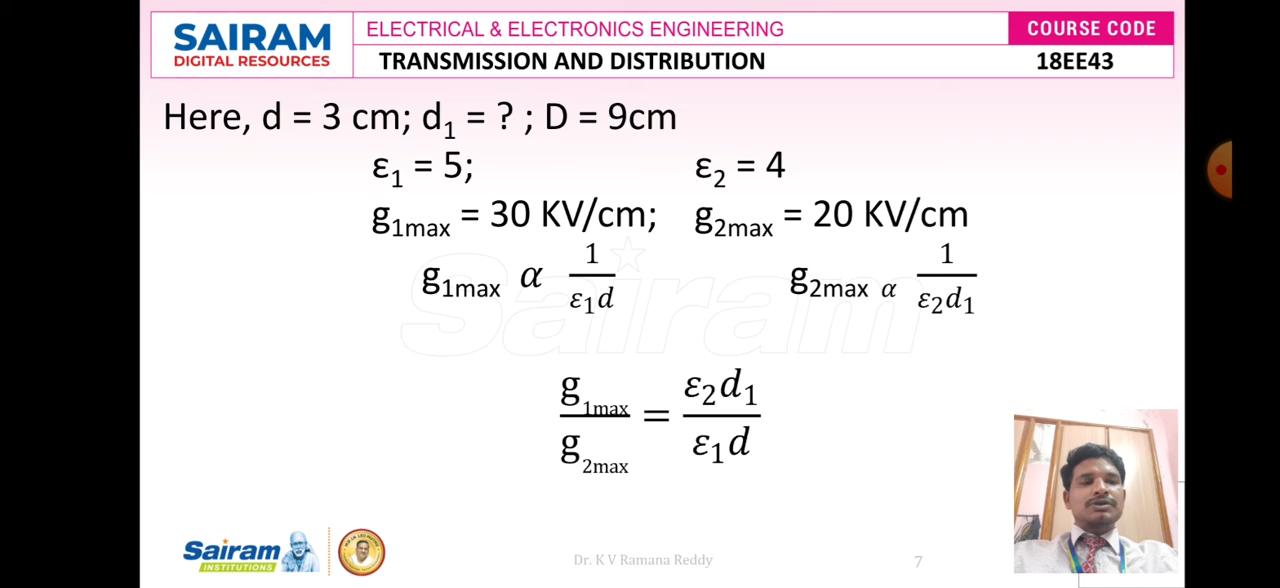 SAIRAM
DIGITAL RESOURCES
ELECTRICAL & ELECTRONICS ENGINEERING
COURSE CODE
TRANSMISSION AND DISTRIBUTION
18EE43
Here, d = 3 cm; d₁ = ? ; D = 9cm
ε₁ = 5; ε₂ = 4
g₁max = 30 KV/cm; g₂max = 20 KV/cm
g₁max α 1/(ε₁d) g₂max α 1/(ε₂d₁)
Sairam
g₁max/g₂max = ε₂d₁/ε₁d
Sairam
INSTITUTIONS
Dr. K V Ramana Reddy
7